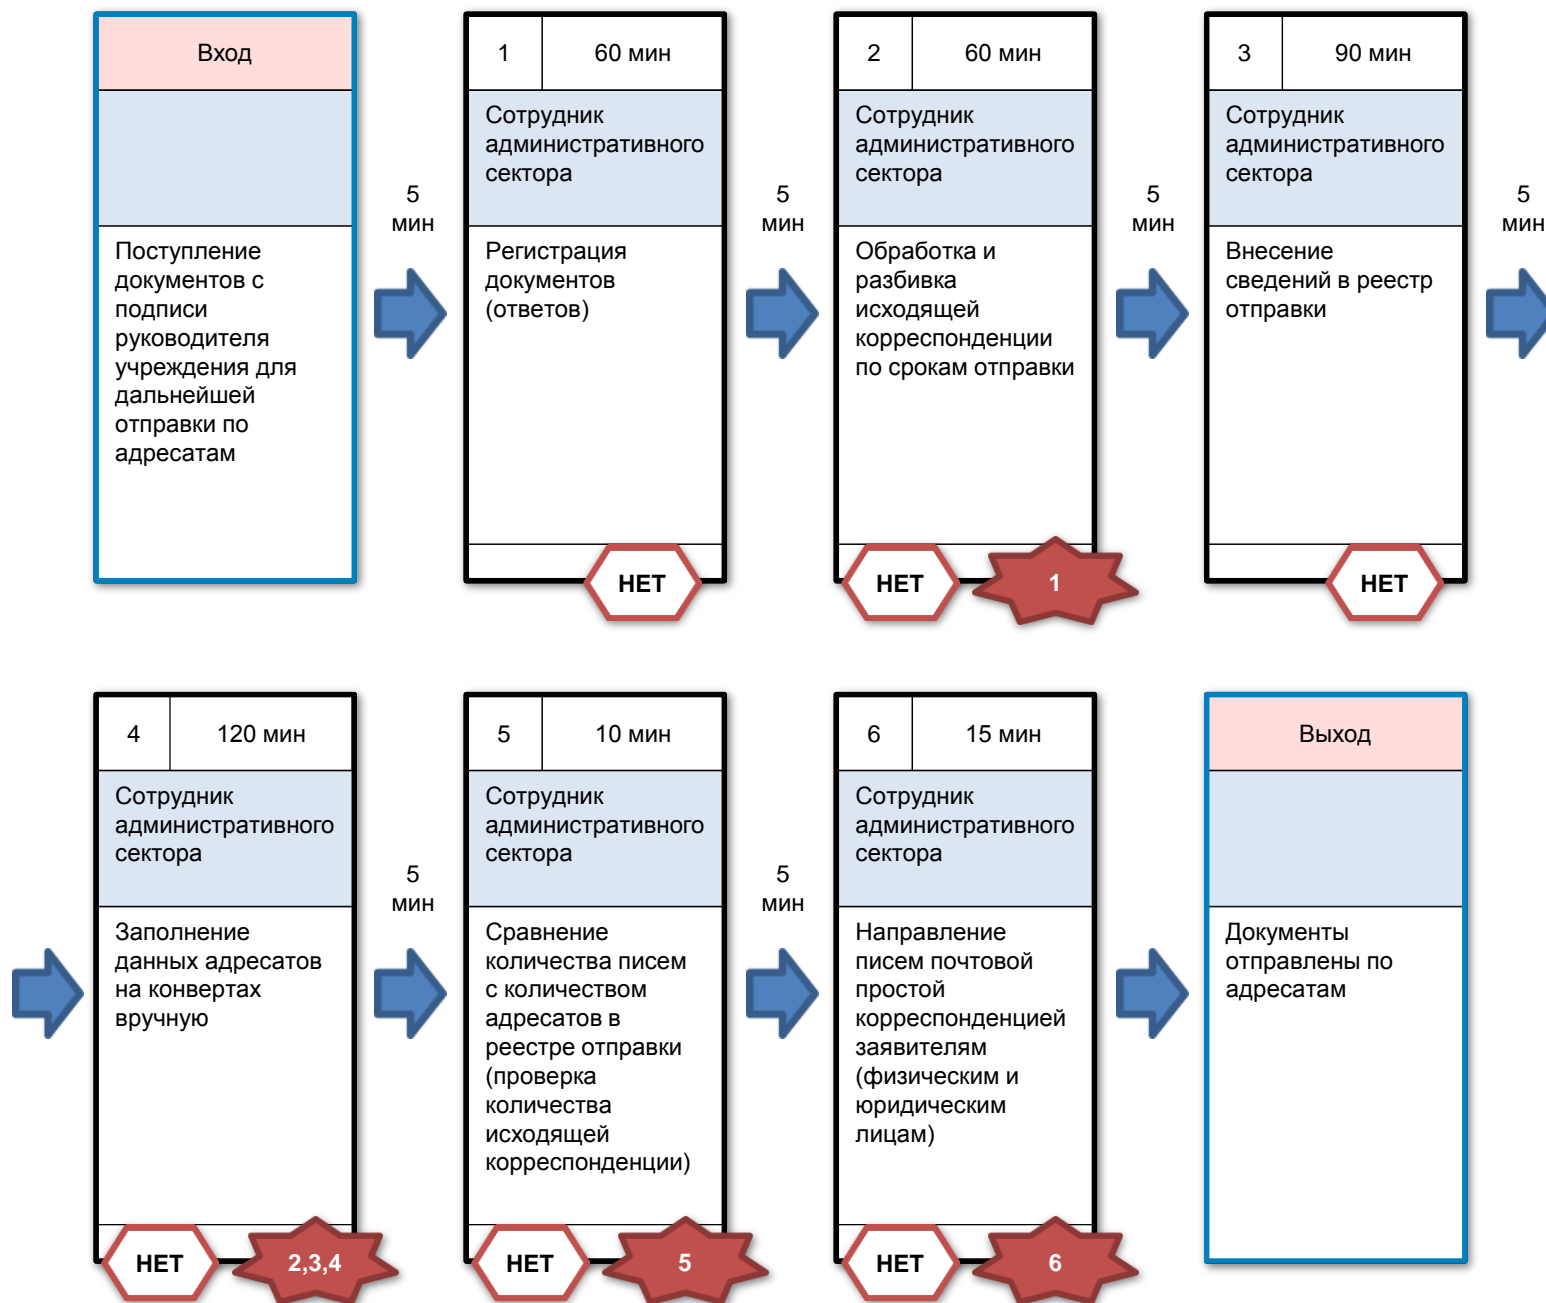 Вход
Поступление
документов с
подписи
руководителя
учреждения для
дальнейшей
отправки по
адресатам
5
мин
1
60 мин
Сотрудник
административного
сектора
Регистрация
документов
(ответов)
НЕТ
5
мин
2
60 мин
Сотрудник
административного
сектора
Обработка и
разбивка
исходящей
корреспонденции
по срокам отправки
НЕТ
1
5
мин
3
90 мин
Сотрудник
административного
сектора
Внесение
сведений в реестр
отправки
НЕТ
5
мин
4
120 мин
Сотрудник
административного
сектора
Заполнение
данных адресатов
на конвертах
вручную
НЕТ
2,3,4
5
мин
5
10 мин
Сотрудник
административного
сектора
Сравнение
количества писем
с количеством
адресатов в
реестре отправки
(проверка
количества
исходящей
корреспонденции)
НЕТ
5
5
мин
6
15 мин
Сотрудник
административного
сектора
Направление
писем почтовой
простой
корреспонденцией
заявителям
(физическим и
юридическим
лицам)
НЕТ
6
Выход
Документы
отправлены по
адресатам